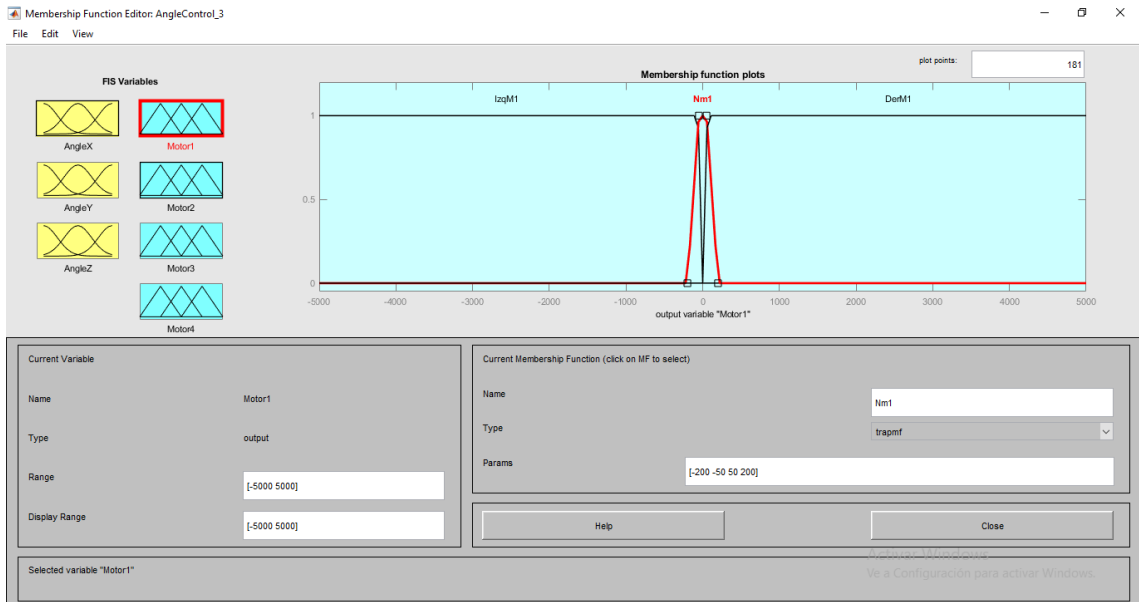 Membership Function Editor: AngleControl_3
File Edit View
FIS Variables
AngleX
Motor1
AngleY
Motor2
AngleZ
Motor3
Motor4
plot points:
181
Membership function plots
IzqM1
Nm1
DerM1
1
0.5
0
-5000 -4000 -3000 -2000 -1000 0 1000 2000 3000 4000 5000
output variable "Motor1"
Current Variable
Name Motor1
Type output
Range [-5000 5000]
Display Range [-5000 5000]
Current Membership Function (click on MF to select)
Name Nm1
Type trapmf
Params [-200 -50 50 200]
Help Close
Selected variable "Motor1"
Activar Windows
Ve a Configuración para activar Windows.